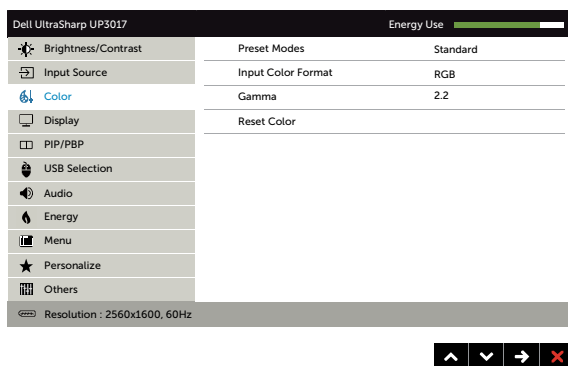 Dell UltraSharp UP3017 Energy Use
Brightness/Contrast Preset Modes Standard
Input Source Input Color Format RGB
Color Gamma 2.2
Display Reset Color
PIP/PBP
USB Selection
Audio
Energy
Menu
Personalize
Others
Resolution : 2560x1600, 60Hz